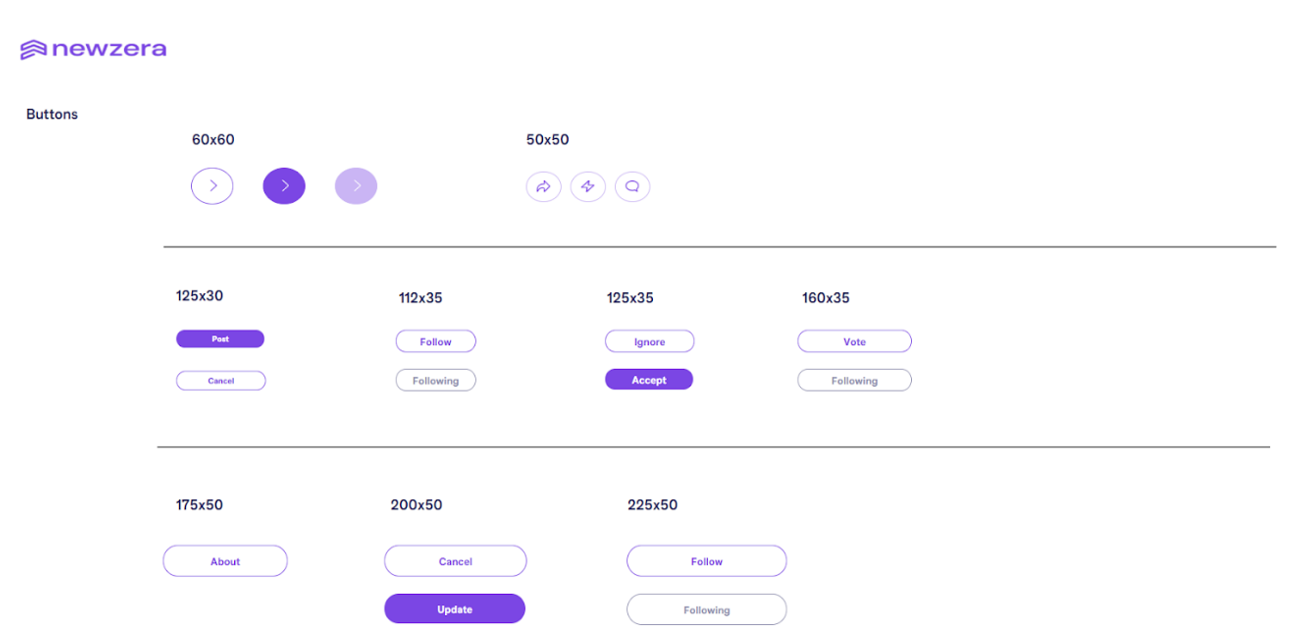 newzera
Buttons
60x60
50x50
125x30
112x35
125x35
160x35
Post
Follow
Ignore
Vote
Cancel
Following
Accept
Following
175x50
200x50
225x50
About
Cancel
Follow
Update
Following